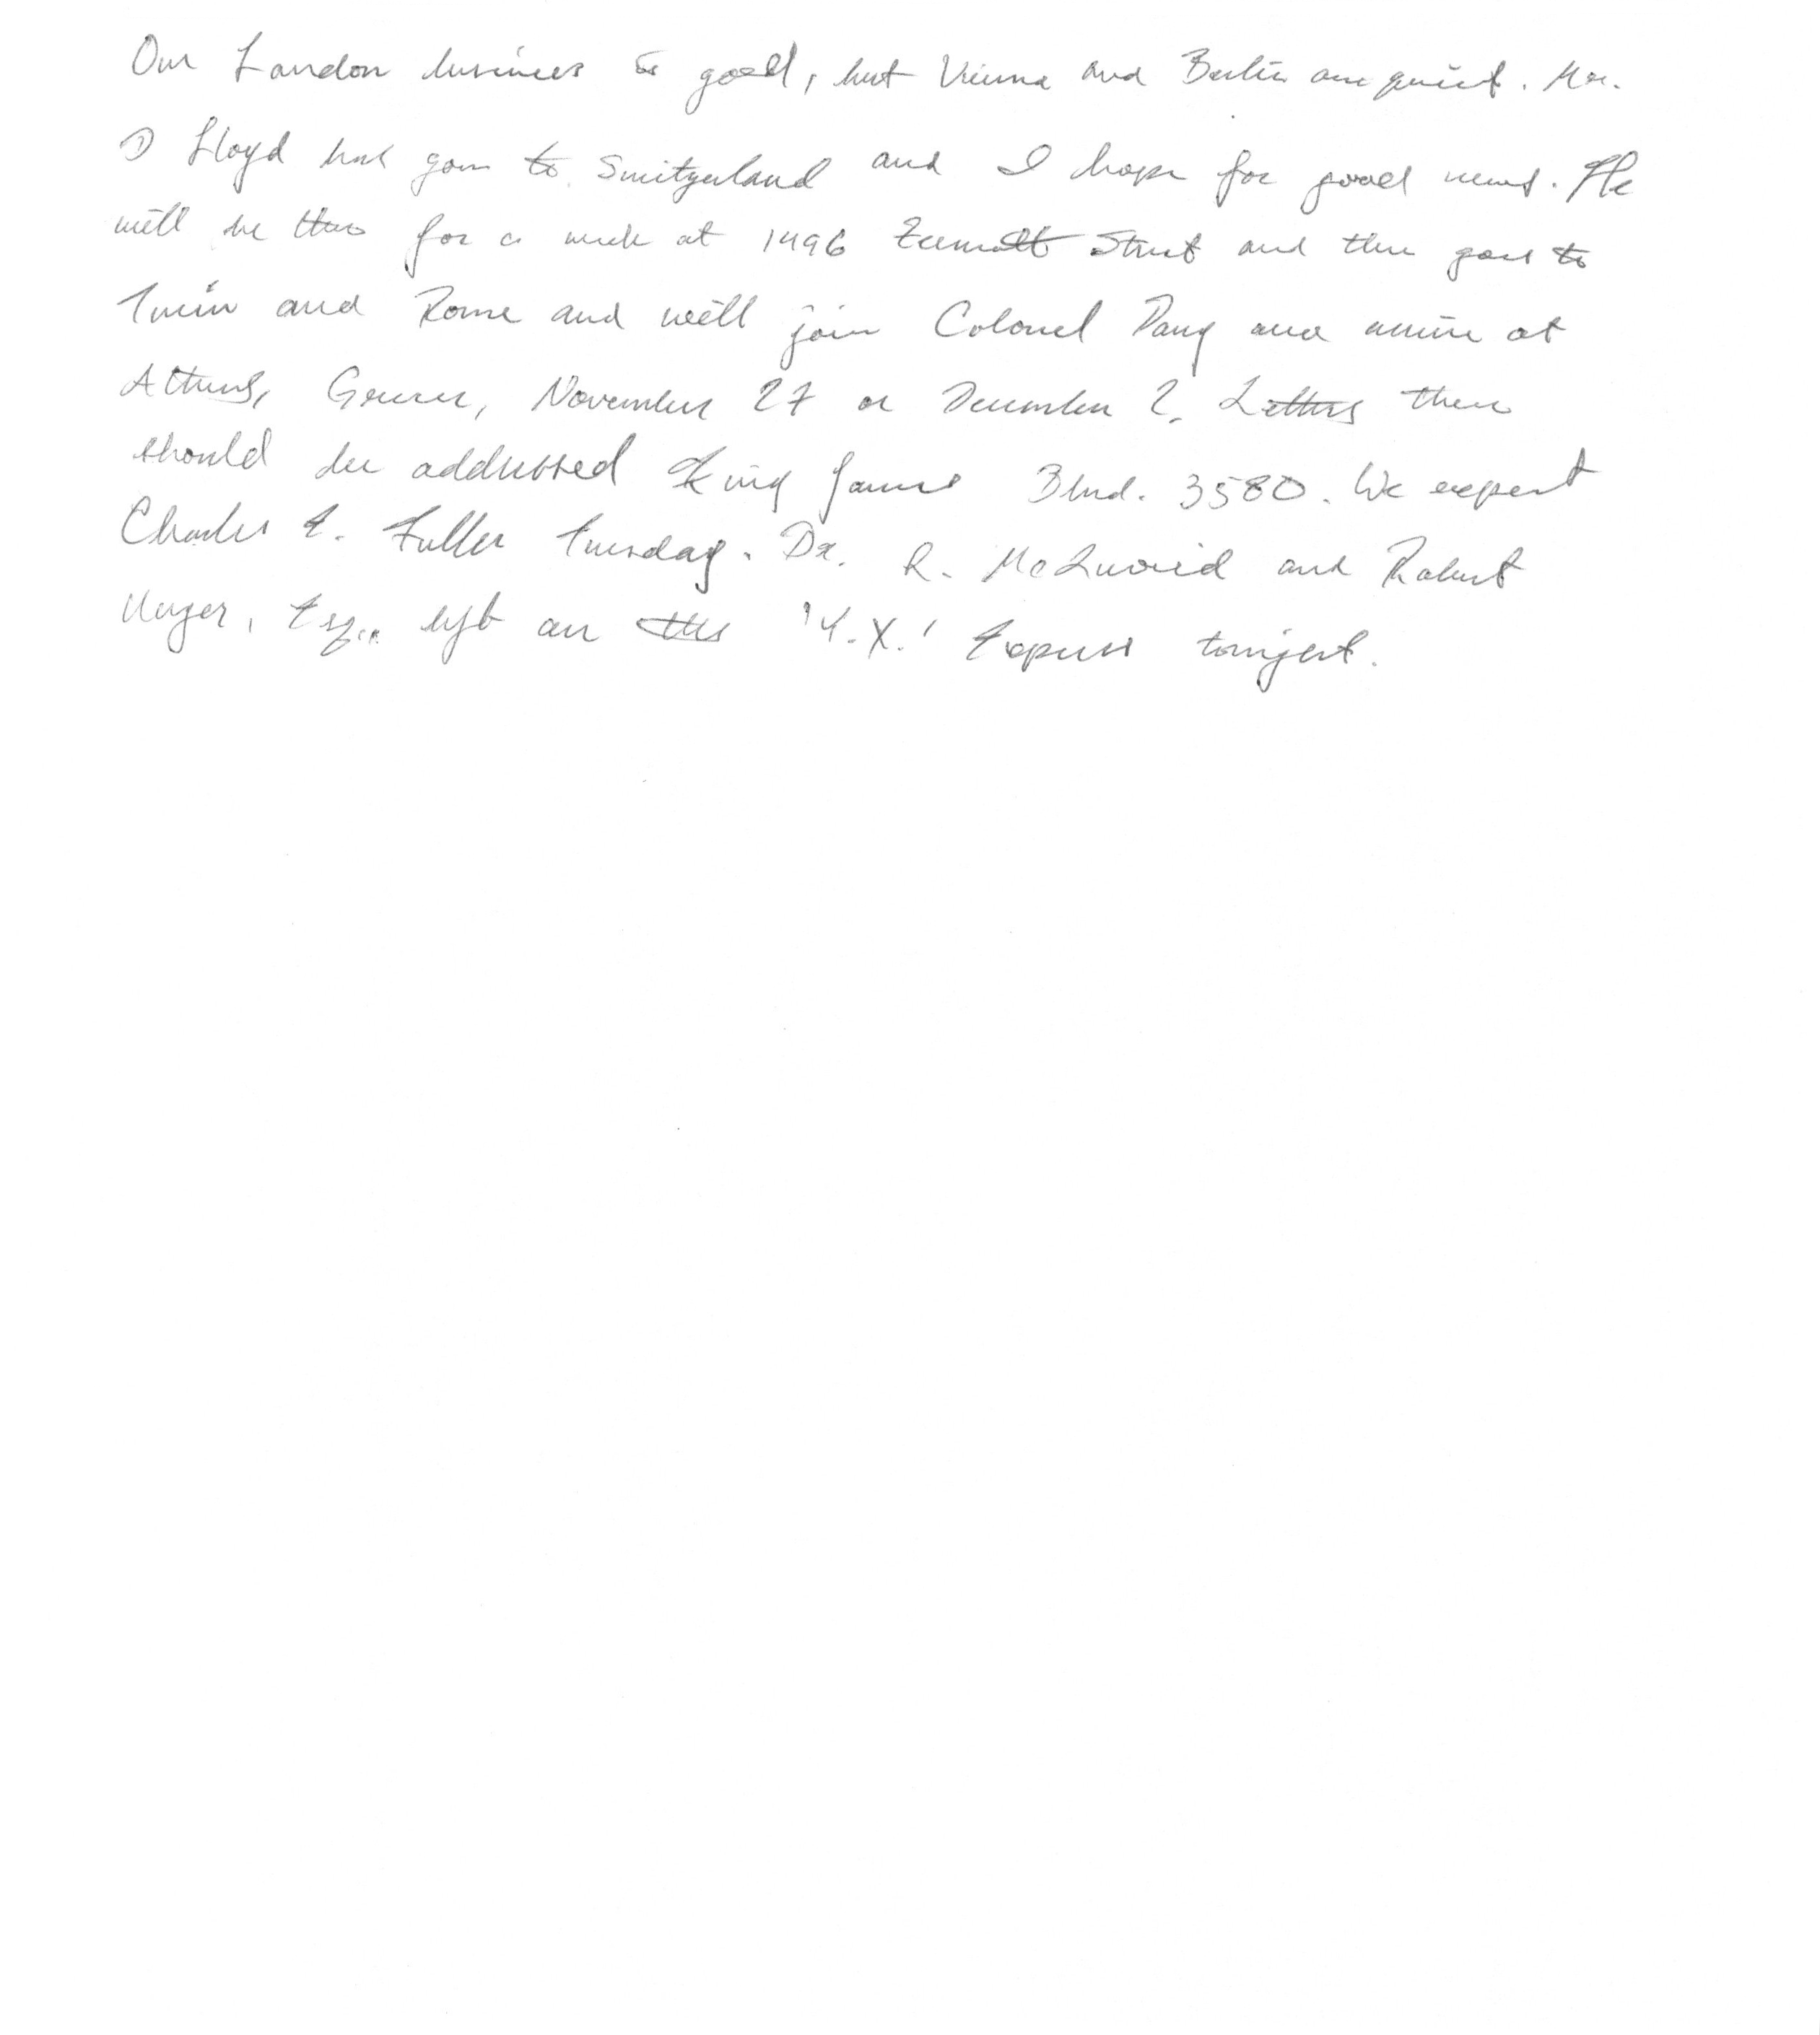 Our London business is good, but Vienna and Berlin are quiet. Mr.
D Lloyd has gone to Switzerland and I hope for good news. He
will be there for a week at 1496 Zermatt Street and then goes to
Turin and Rome and will join Colonel Parry and arrive at
Athens, Greece, November 27 or December 2. Letters there
should be addressed King James Blvd. 3580. We expect
Charles E. Fuller Tuesday. Dr. L. McQuaid and Robert
Unger, Esq., left on the 'Y.X.' Express tonight.